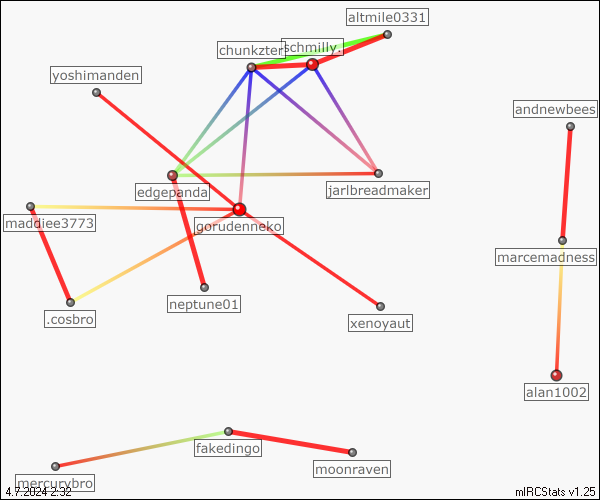 altmile0331
chunkzter
schmilly.
yoshimanden
andnewbees
edgepanda
jarlbreadmaker
maddiee3773
gorudenneko
marcemadness
neptune01
.cosbro
xenoyaut
alan1002
fakedingo
moonraven
mercurybro
4.7.2024 2:32
mIRCStats v1.25